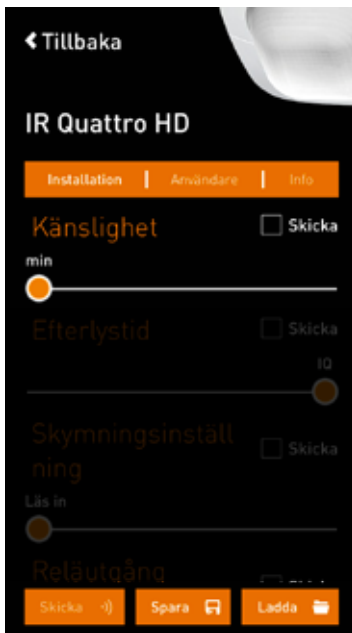 Tillbaka
IR Quattro HD
Installation | Användare | Info
Känslighet Skicka
min
Efterlystid Skicka
IQ
Skymningsinställ
ning Skicka
Läs in
Reläutgång
Skicka Spara Ladda